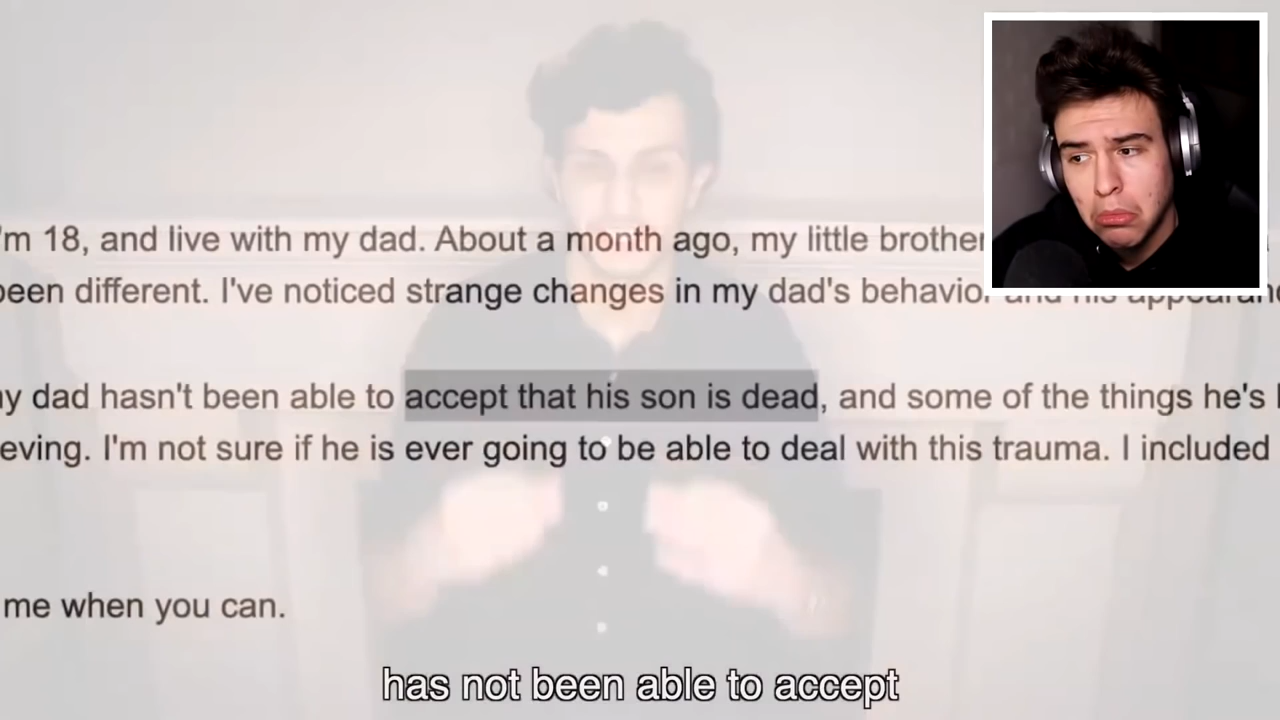 'm 18, and live with my dad. About a month ago, my little brother
been different. I've noticed strange changes in my dad's behavior and his
my dad hasn't been able to accept that his son is dead, and some of the things he's
eving. I'm not sure if he is ever going to be able to deal with this trauma. I included
me when you can.
has not been able to accept